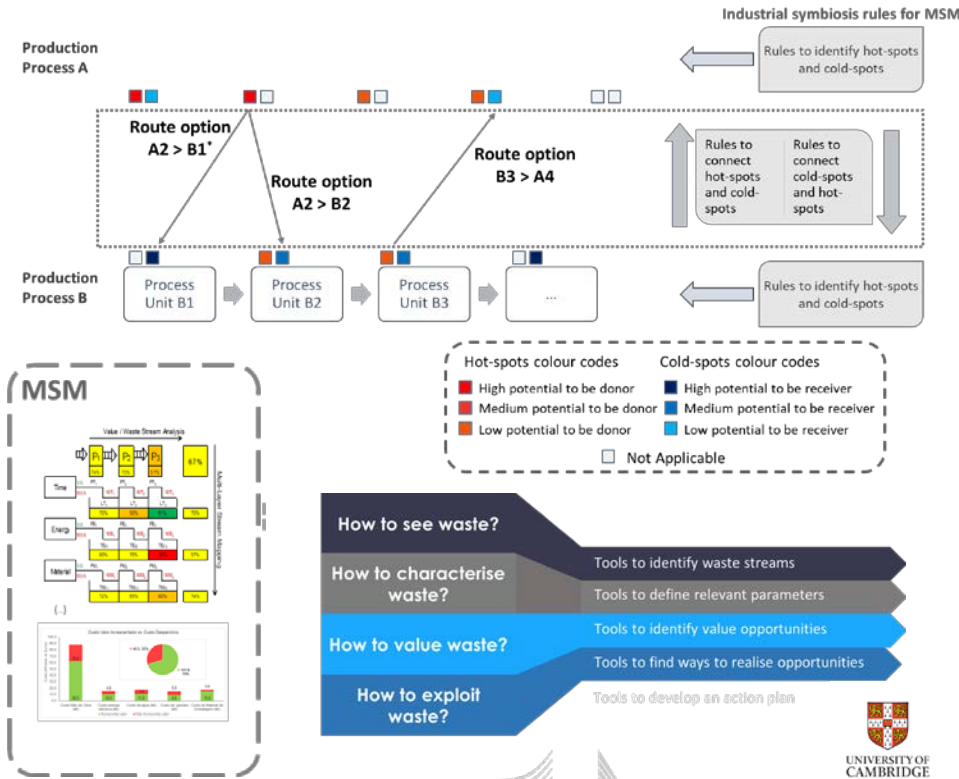 Industrial symbiosis rules for MSM
Production
Process A
Rules to identify hot-spots
and cold-spots
Route option
A2 > B1*
Route option
A2 > B2
Route option
B3 > A4
Rules to
connect
hot-spots
and cold-
spots
Rules to
connect
cold-spots
and hot-
spots
Production
Process B
Process
Unit B1
Process
Unit B2
Process
Unit B3
...
Rules to identify hot-spots
and cold-spots
Hot-spots colour codes
High potential to be donor
Medium potential to be donor
Low potential to be donor
Cold-spots colour codes
High potential to be receiver
Medium potential to be receiver
Low potential to be receiver
Not Applicable
MSM
Value / Waste Stream Analysis
P1
P2
P3
67%
Multi-Layer Stream Mapping
Time
Energy
Material
(...)
How to see waste?
How to characterise
waste?
How to value waste?
How to exploit
waste?
Tools to identify waste streams
Tools to define relevant parameters
Tools to identify value opportunities
Tools to find ways to realise opportunities
Tools to develop an action plan
UNIVERSITY OF
CAMBRIDGE